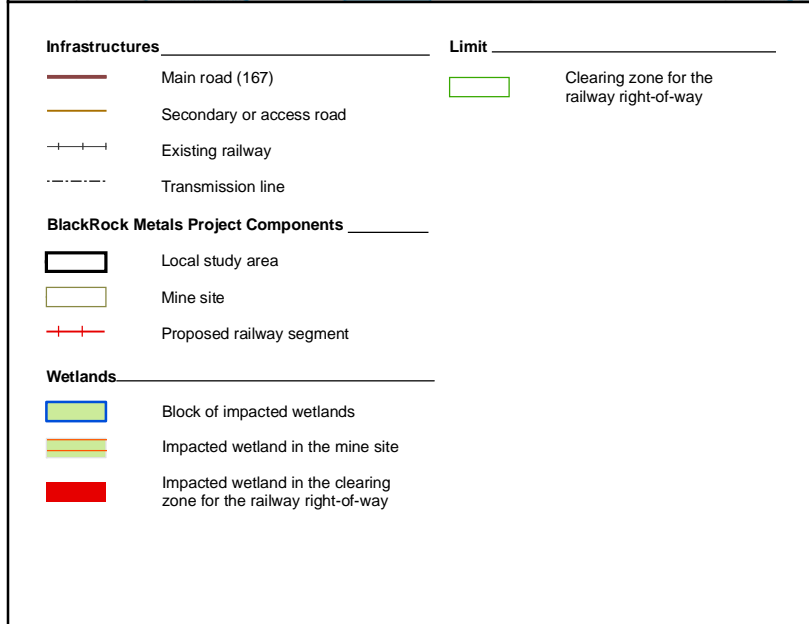 Infrastructures
Main road (167)
Secondary or access road
Existing railway
Transmission line
BlackRock Metals Project Components
Local study area
Mine site
Proposed railway segment
Wetlands
Block of impacted wetlands
Impacted wetland in the mine site
Impacted wetland in the clearing
zone for the railway right-of-way
Limit
Clearing zone for the
railway right-of-way